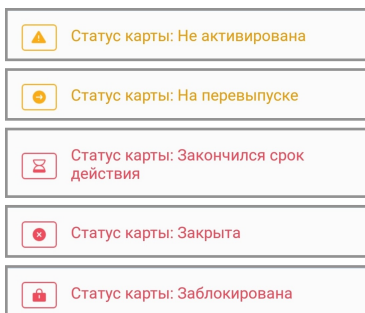 Статус карты: Не активирована
Статус карты: На перевыпуске
Статус карты: Закончился срок
действия
Статус карты: Закрыта
Статус карты: Заблокирована